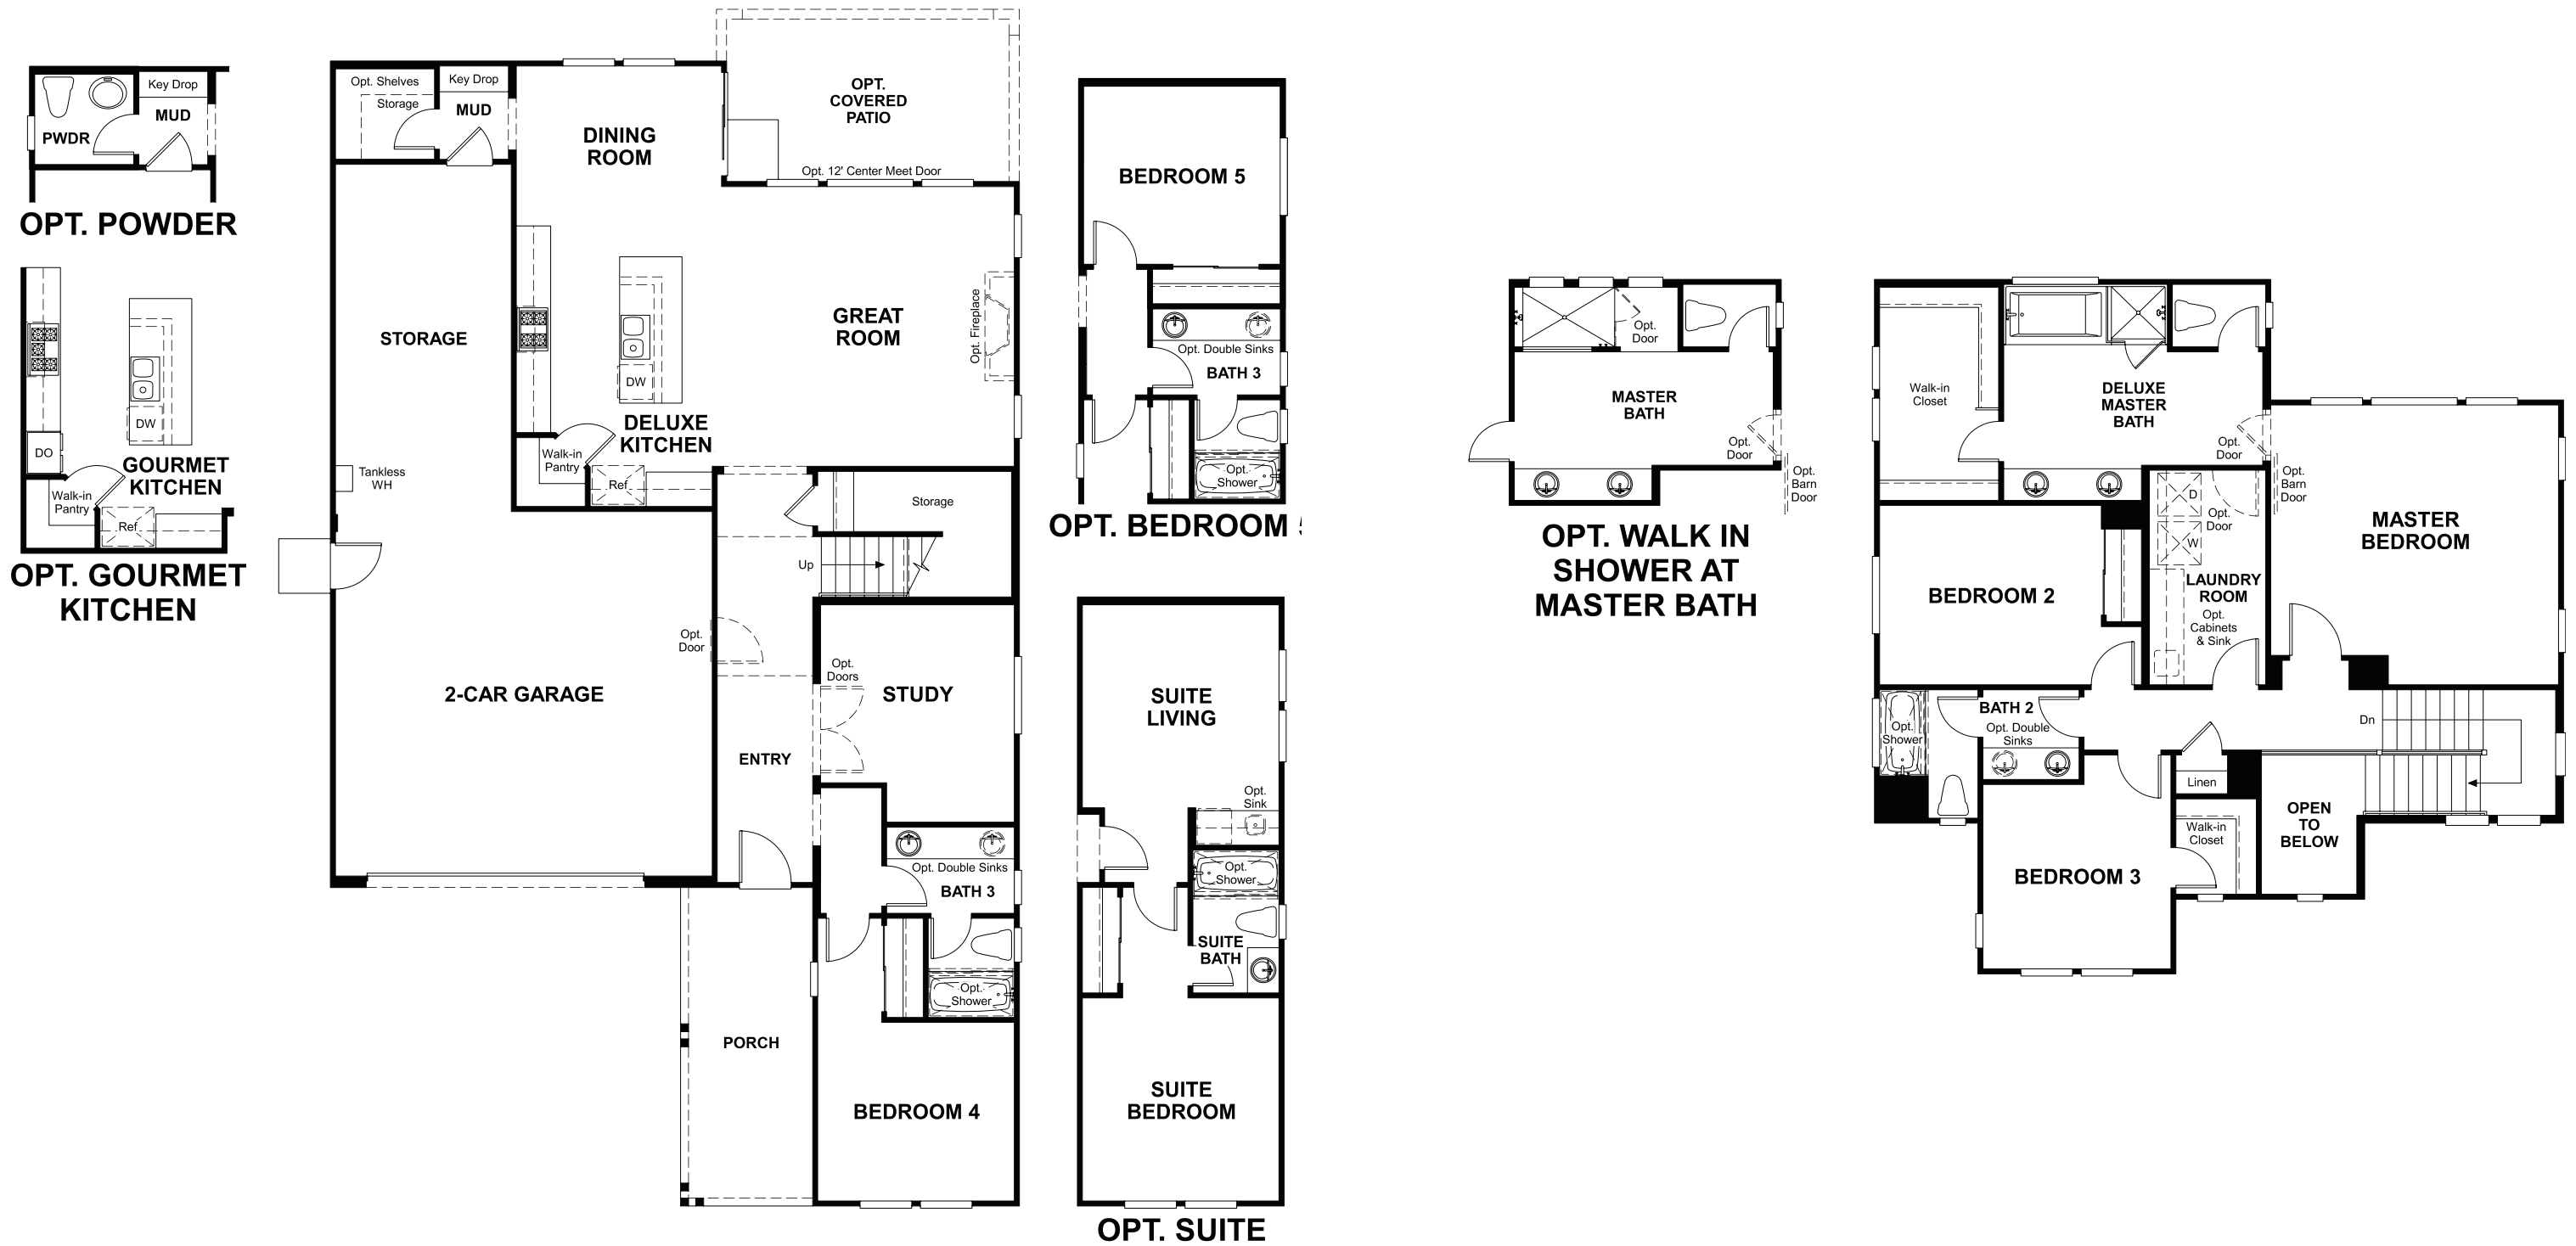 Key Drop
MUD
PWDR
OPT. POWDER
DO
DW
GOURMET
KITCHEN
Walk-in
Pantry
Ref
OPT. GOURMET
KITCHEN
Opt. Shelves
Storage
Key Drop
MUD
DINING
ROOM
OPT.
COVERED
PATIO
Opt. 12' Center Meet Door
STORAGE
GREAT
ROOM
Opt. Fireplace
DW
DELUXE
KITCHEN
Walk-in
Pantry
Ref
Tankless
WH
Storage
Up
Opt.
Door
Opt.
Doors
STUDY
2-CAR GARAGE
ENTRY
Opt. Double Sinks
BATH 3
Opt.
Shower
PORCH
BEDROOM 4
BEDROOM 5
Opt. Double Sinks
BATH 3
Opt.
Shower
OPT. BEDROOM
SUITE
LIVING
Opt.
Sink
Opt.
Shower
SUITE
BATH
SUITE
BEDROOM
OPT. SUITE
Opt.
Door
MASTER
BATH
Opt.
Door
Opt.
Barn
Door
OPT. WALK IN
SHOWER AT
MASTER BATH
Walk-in
Closet
DELUXE
MASTER
BATH
Opt.
Door
Opt.
Barn
Door
D
Opt.
Door
W
MASTER
BEDROOM
BEDROOM 2
LAUNDRY
ROOM
Opt.
Cabinets
& Sink
BATH 2
Opt. Double
Sinks
Opt.
Shower
Dn
Linen
Walk-in
Closet
OPEN
TO
BELOW
BEDROOM 3